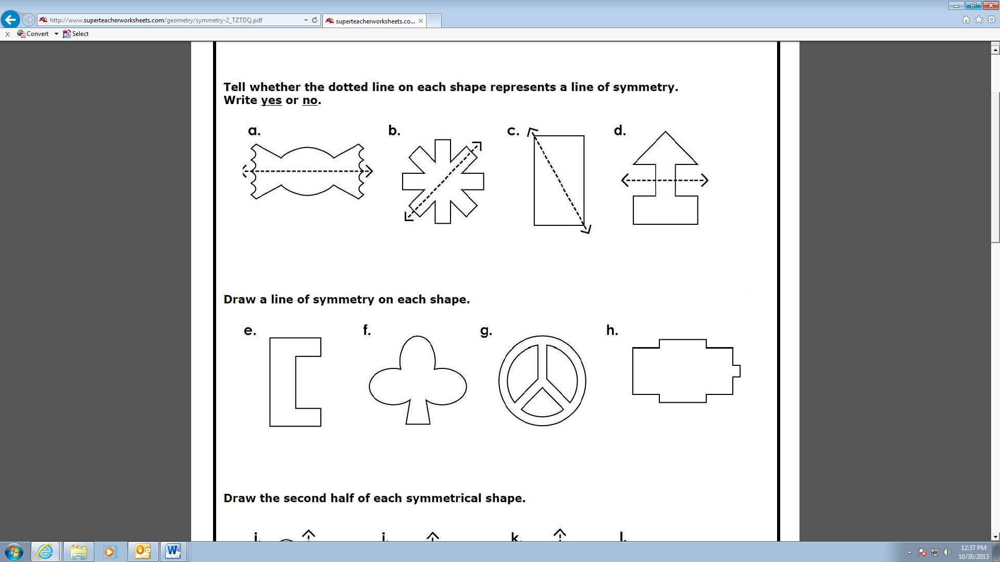 http://www.superteacherworksheets.com/geometry/symmetry-2_TZTDQ.pdf
superteacherworksheets.co...
x Convert Select
Tell whether the dotted line on each shape represents a line of symmetry.
Write yes or no.
a. b. c. d.
Draw a line of symmetry on each shape.
e. f. g. h.
Draw the second half of each symmetrical shape.
i. j. k. l.
12:37 PM
10/30/2013